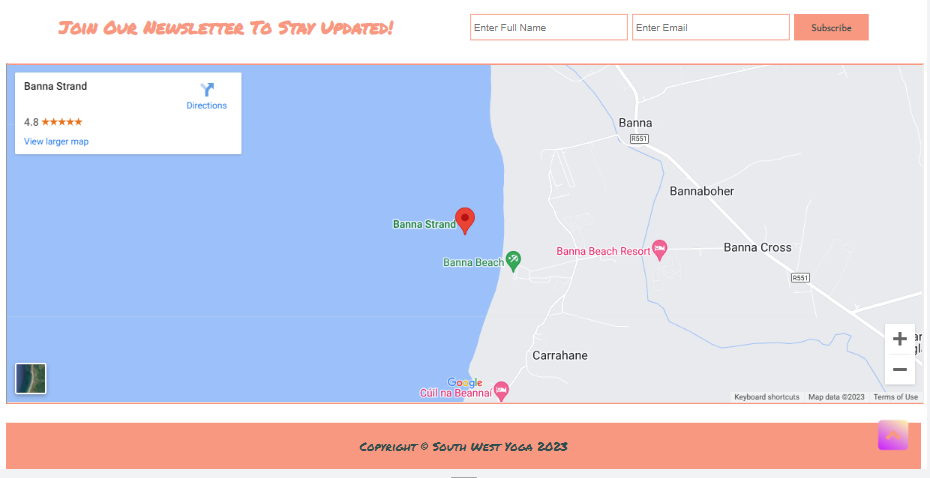 Join Our Newsletter To Stay Updated!
Enter Full Name
Enter Email
Subscribe
Banna Strand
Directions
4.8 ★★★★★
View larger map
Banna
R551
Bannaboher
Banna Strand
Banna Cross
Banna Beach Resort
Banna Beach
R551
Carrahane
Google
Cúil na Beannaí
Keyboard shortcuts
Map data ©2023
Terms of Use
Copyright © South West Yoga 2023